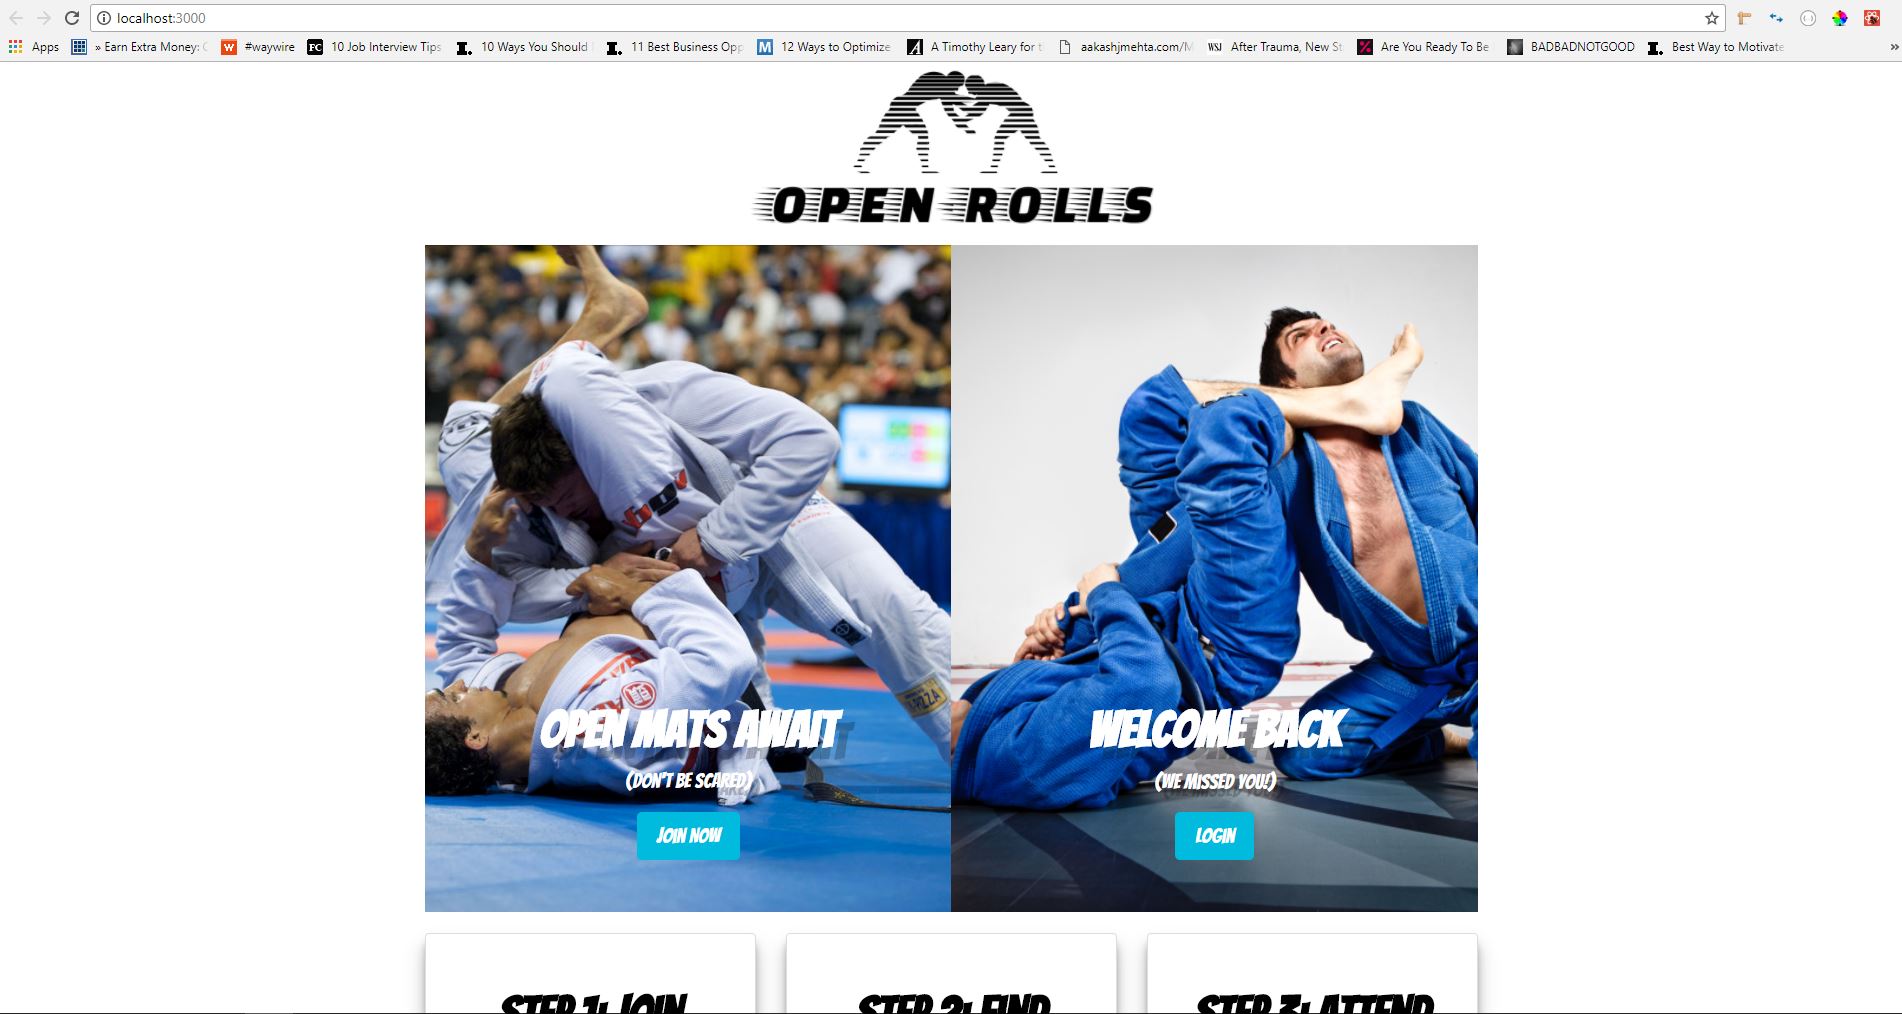 localhost:3000
Apps
» Earn Extra Money:
#waywire
10 Job Interview Tips
10 Ways You Should
11 Best Business Opp
12 Ways to Optimize
A Timothy Leary for
aakashjmehta.com/M
WSJ
After Trauma, New St
Are You Ready To Be
BADBADNOTGOOD
Best Way to Motivate
»
OPEN ROLLS
OPEN MATS AWAIT
(DON'T BE SCARED)
JOIN NOW
WELCOME BACK
(WE MISSED YOU!)
LOGIN
STEP 1: JOIN
STEP 2: FIND
STEP 3: ATTEND